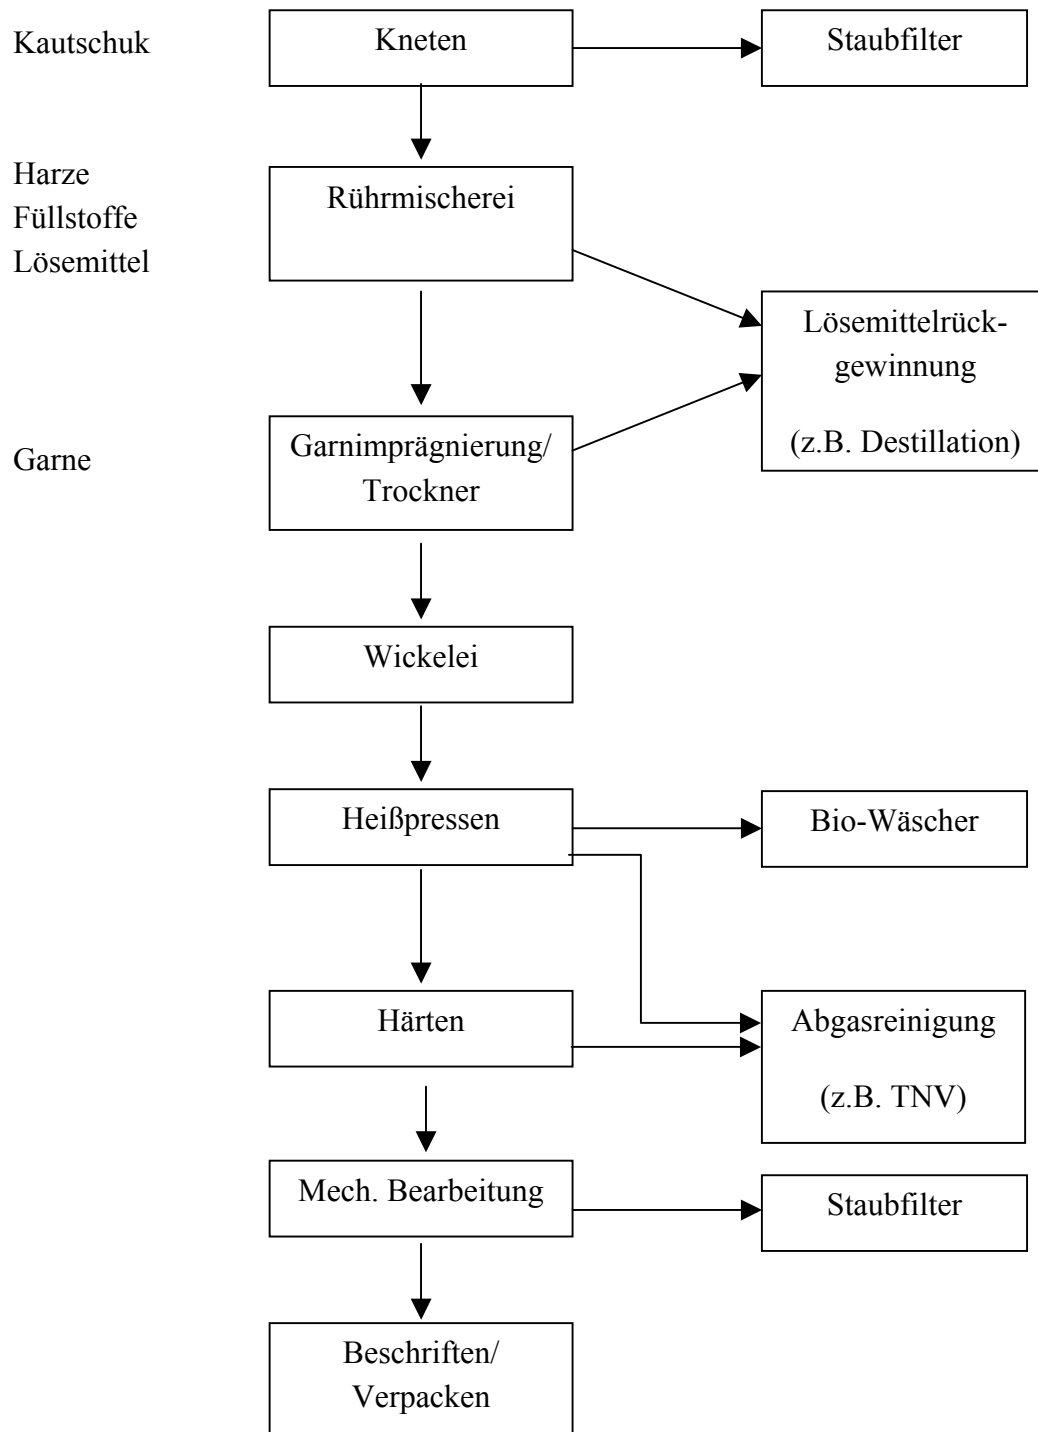 Kautschuk
Kneten
Staubfilter
Harze
Füllstoffe
Lösemittel
Rührmischerei
Lösemittelrück-
gewinnung
(z.B. Destillation)
Garne
Garnimprägnierung/
Trockner
Wickelei
Heißpressen
Bio-Wäscher
Härten
Abgasreinigung
(z.B. TNV)
Mech. Bearbeitung
Staubfilter
Beschriften/
Verpacken